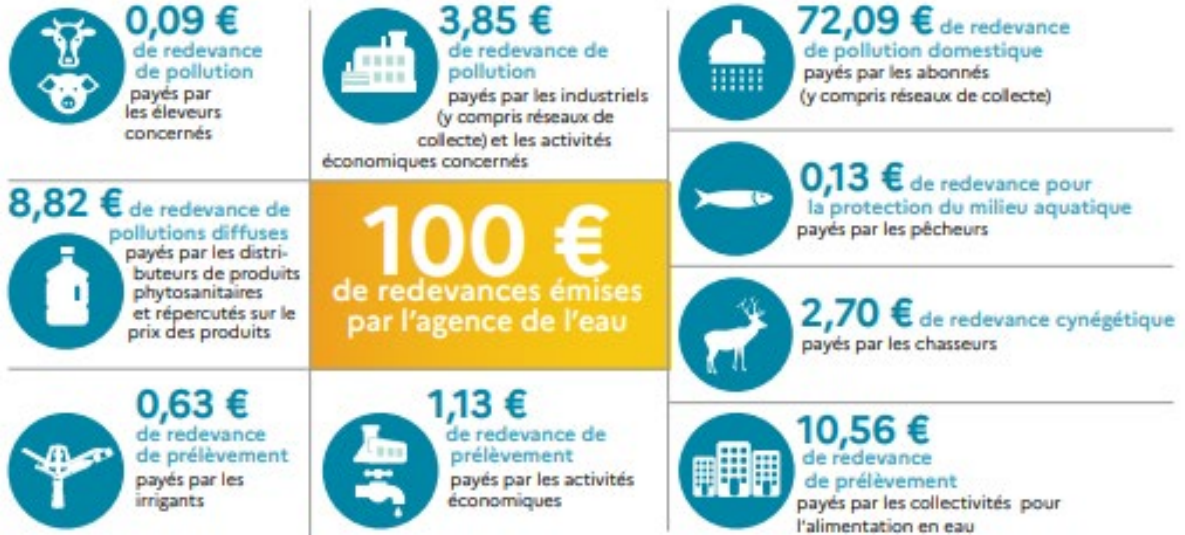 0,09 €
de redevance
de pollution
payés par
les éleveurs
concernés
3,85 €
de redevance de
pollution
payés par les industriels
(y compris réseaux de
collecte) et les activités
économiques concernés
72,09 € de redevance
de pollution domestique
payés par les abonnés
(y compris réseaux de collecte)
8,82 € de redevance de
pollutions diffuses
payés par les distri-
buteurs de produits
phytosanitaires
et répercutés sur le
prix des produits
100 €
de redevances émises
par l'agence de l'eau
0,13 € de redevance pour
la protection du milieu aquatique
payés par les pêcheurs
2,70 € de redevance cynégétique
payés par les chasseurs
0,63 €
de redevance
de prélèvement
payés par les
irrigants
1,13 €
de redevance de
prélèvement
payés par les activités
économiques
10,56 €
de redevance
de prélèvement
payés par les collectivités pour
l'alimentation en eau